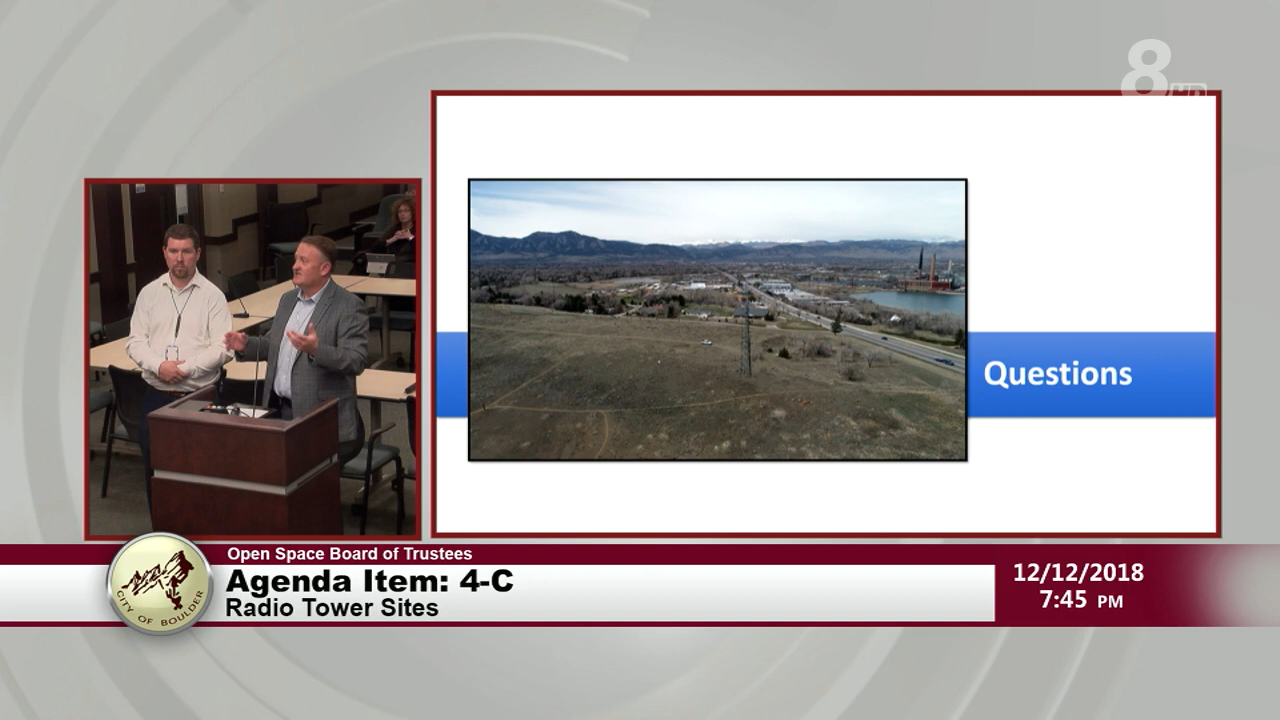 8
HD
Questions
Open Space Board of Trustees
Agenda Item: 4-C
Radio Tower Sites
CITY OF BOULDER
12/12/2018
7:45 PM